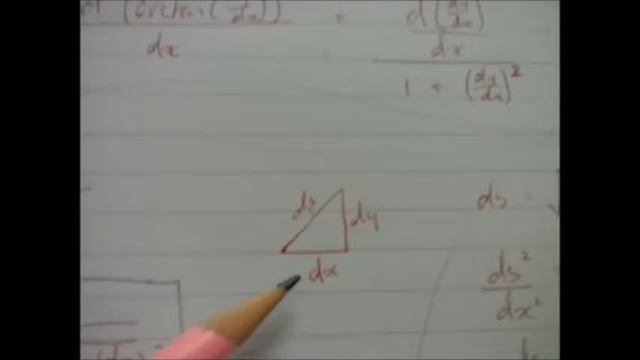 (arctan(dy/dx))
dx
=
d(dy/dx)
dx
1 + (dy/dx)²
ds
dy
dx
ds =
ds²
dx²